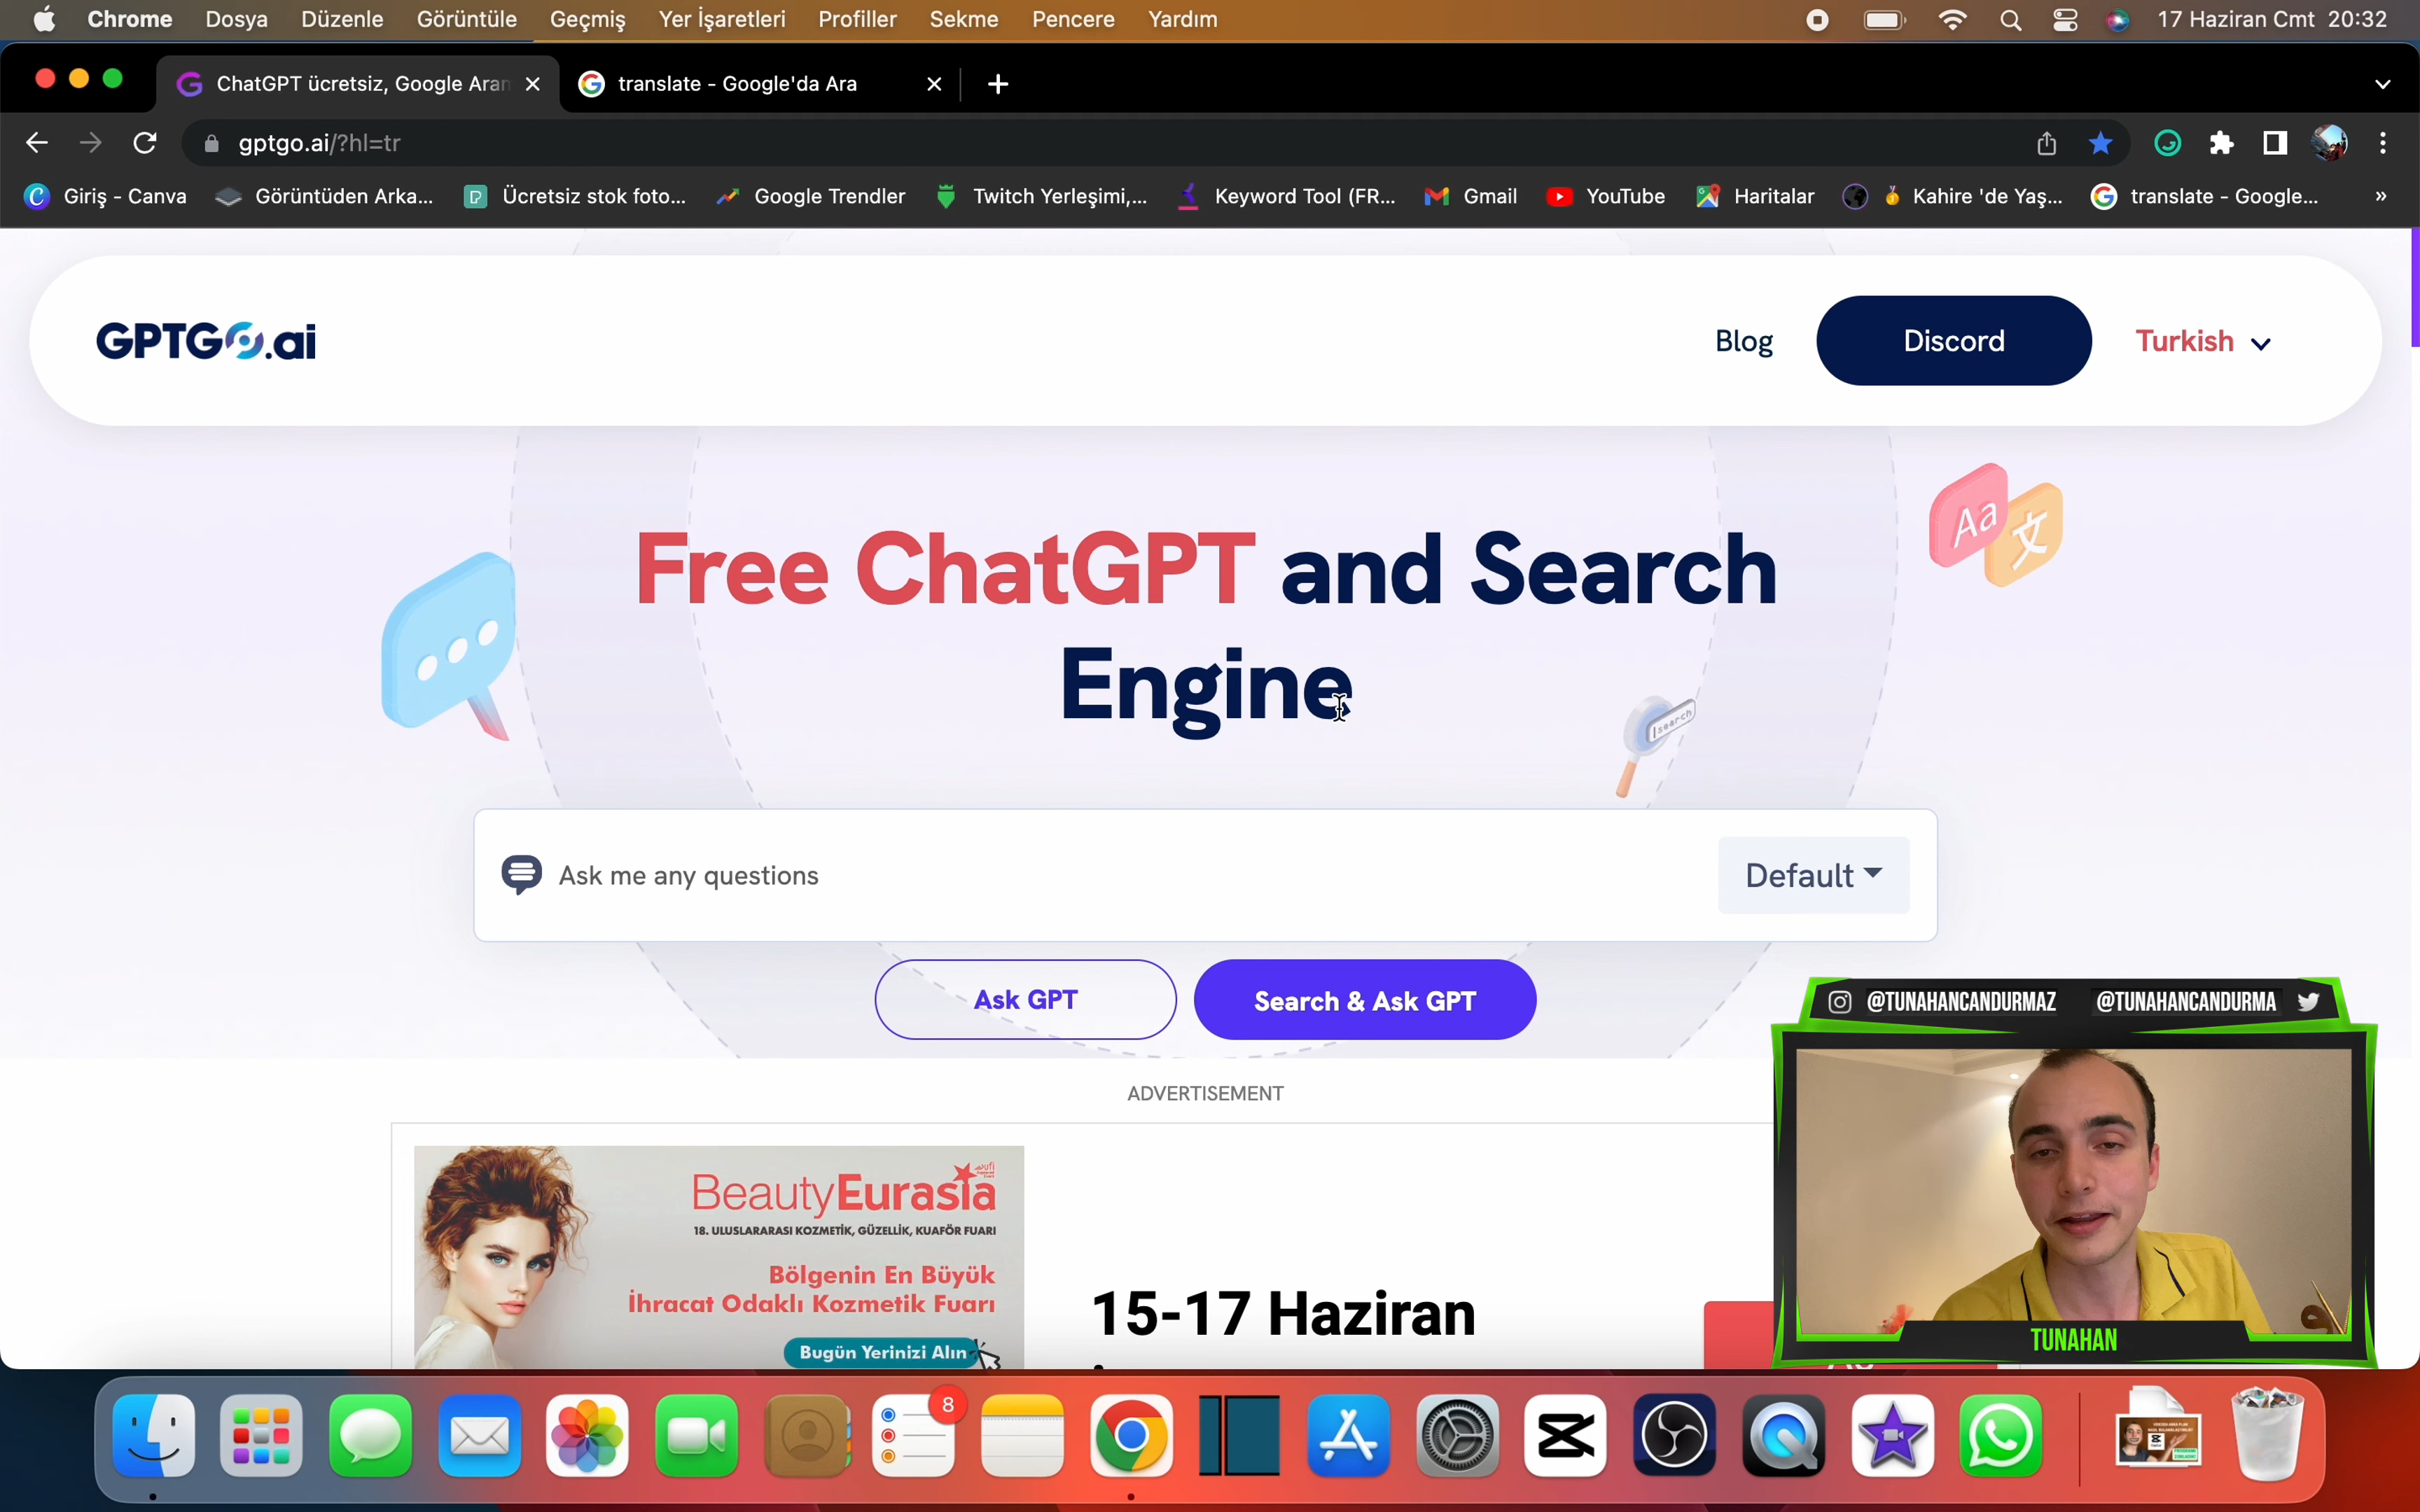 Chrome Dosya Düzenle Görüntüle Geçmiş Yer İşaretleri Profiller Sekme Pencere Yardım 17 Haziran Cmt 20:32
ChatGPT ücretsiz, Google Aran translate - Google'da Ara
gptgo.ai/?hl=tr
Giriş - Canva Görüntüden Arka... Ücretsiz stok foto... Google Trendler Twitch Yerleşimi,... Keyword Tool (FR... Gmail YouTube Haritalar Kahire 'de Yaş... translate - Google... »
GPTGO.ai Blog Discord Turkish
Aa 文
Free ChatGPT and Search
Engine
search
Ask me any questions Default
Ask GPT Search & Ask GPT
@TUNAHANCANDURMAZ @TUNAHANCANDURMA
ADVERTISEMENT
BeautyEurasia
ufi
18. ULUSLARARASI KOZMETİK, GÜZELLİK, KUAFÖR FUARI
Bölgenin En Büyük
İhracat Odaklı Kozmetik Fuarı
15-17 Haziran
Bugün Yerinizi Alın
TUNAHAN
8